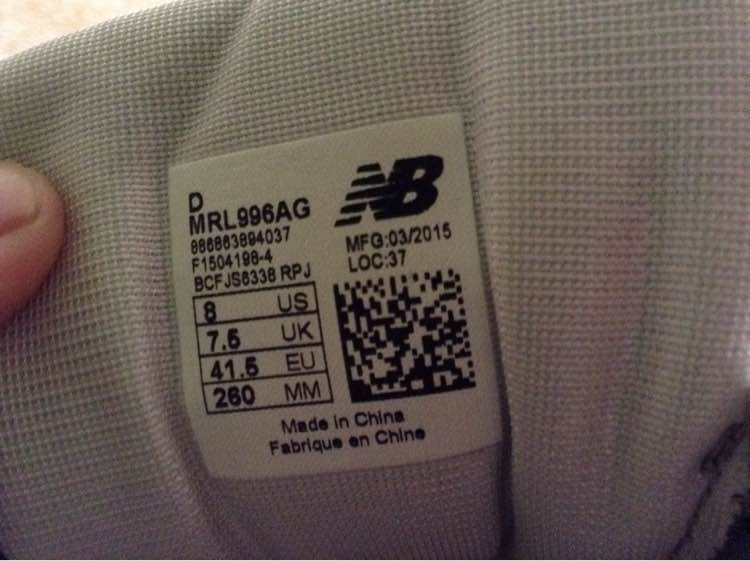 D
MRL996AG
886863894037
F1504198-4
BCFJS6338 RPJ
8 US
7.5 UK
41.5 EU
260 MM
NB
MFG:03/2015
LOC:37
Made in China
Fabrique en Chine